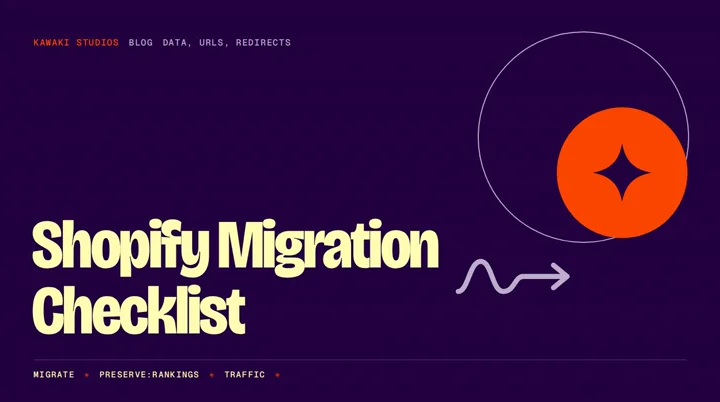 KAWAKI STUDIOS BLOG DATA, URLS, REDIRECTS
Shopify Migration
Checklist
MIGRATE * PRESERVE:RANKINGS * TRAFFIC *